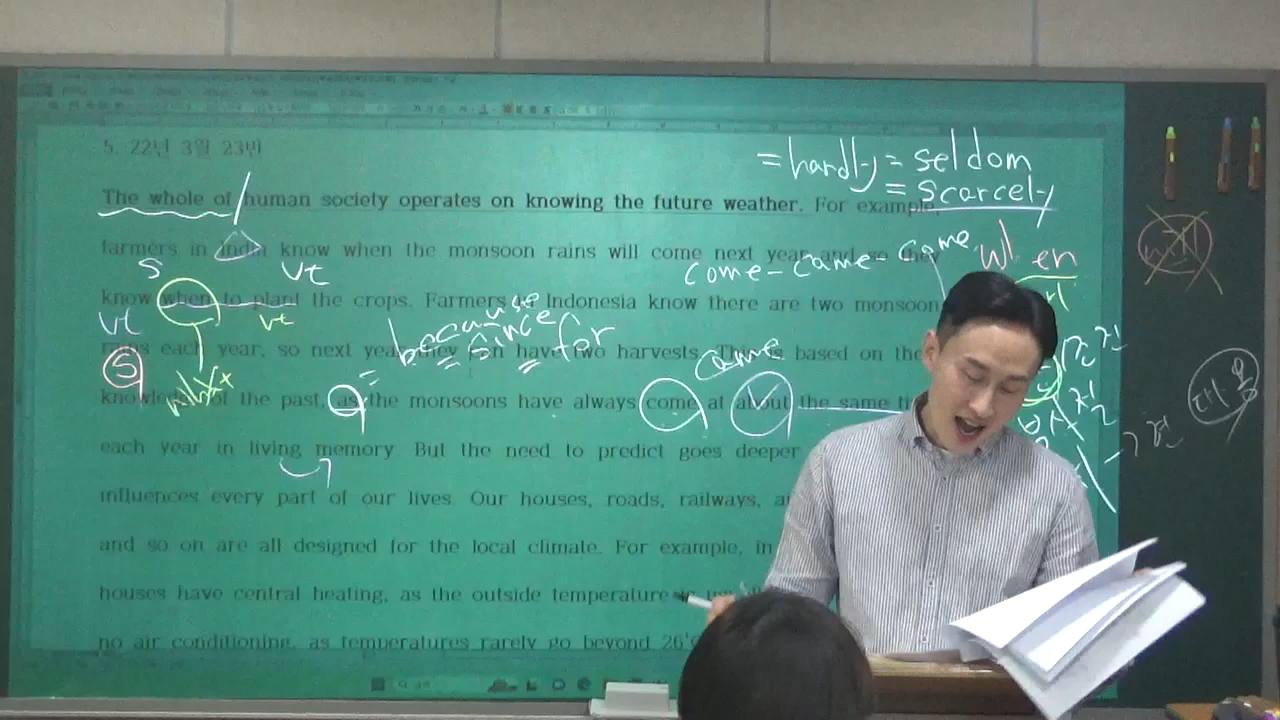 5. 22년 3월 23번
= hardly = seldom
= scarcely
The whole of human society operates on knowing the future weather. For example,
farmers in India know when the monsoon rains will come next year and so they
come - came - come
when
S
vt
know when to plant the crops. Farmers in Indonesia know there are two monsoon
vt
vt
because
= since = for
rains each year, so next year they can have two harvests. This is based on the
came
S
=
knowledge of the past, as the monsoons have always come at about the same
대응
each year in living memory. But the need to predict goes deeper
influences every part of our lives. Our houses, roads, railways,
and so on are all designed for the local climate. For example, in
houses have central heating, as the outside temperature
no air conditioning, as temperatures rarely go beyond 26°